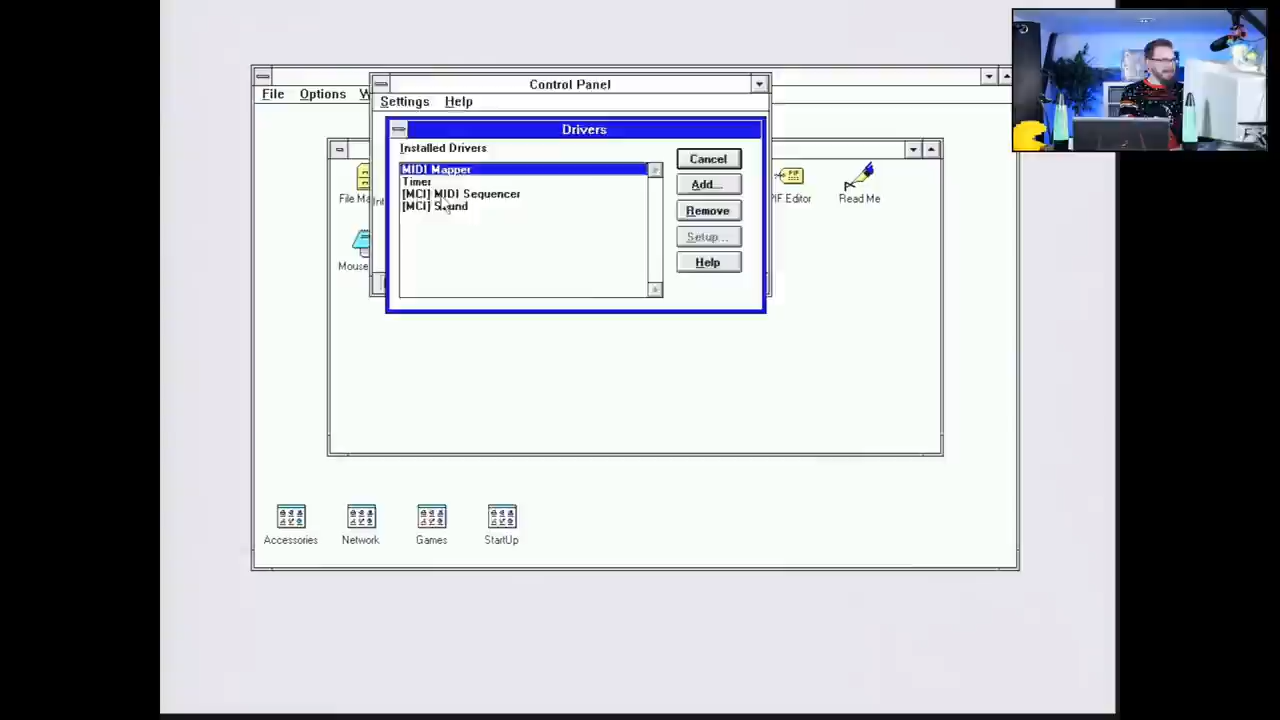 Control Panel
File Options W
Settings Help
Drivers
Installed Drivers
MIDI Mapper
Timer
[MCI] MIDI Sequencer
[MCI] Sound
Cancel
Add...
Remove
Setup...
Help
File Ma
Int
PIF Editor
Read Me
Mouse
Accessories
Network
Games
StartUp